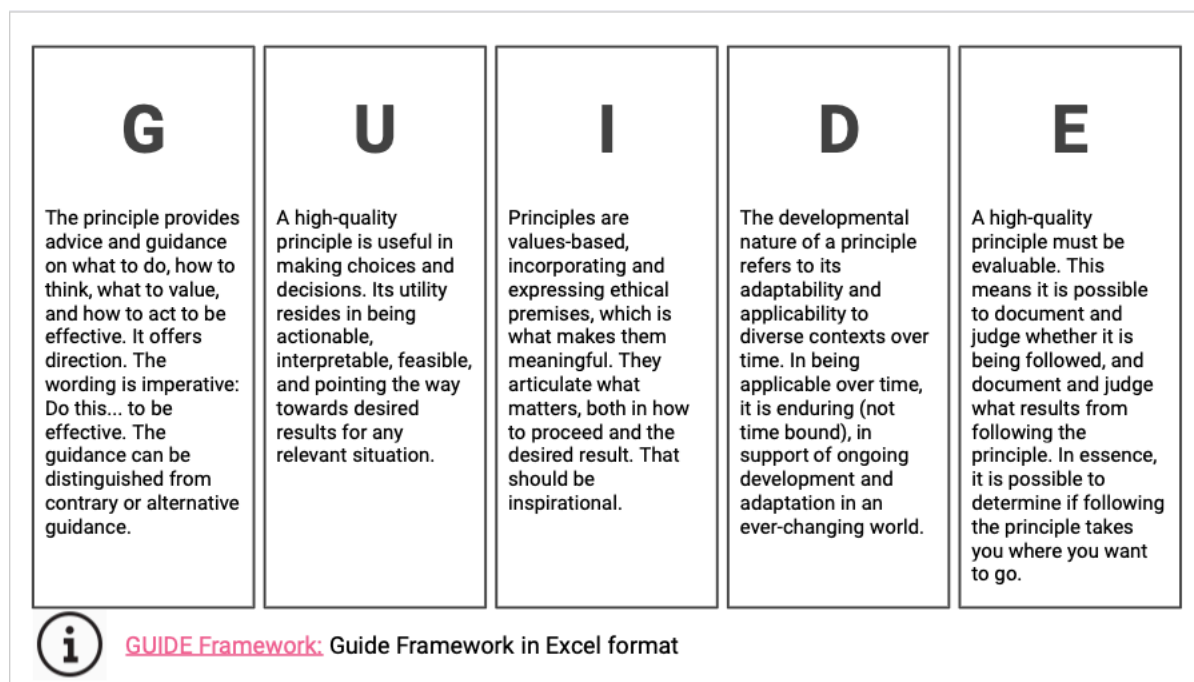 G
The principle provides
advice and guidance
on what to do, how to
think, what to value,
and how to act to be
effective. It offers
direction. The
wording is imperative:
Do this... to be
effective. The
guidance can be
distinguished from
contrary or alternative
guidance.
U
A high-quality
principle is useful in
making choices and
decisions. Its utility
resides in being
actionable,
interpretable, feasible,
and pointing the way
towards desired
results for any
relevant situation.
I
Principles are
values-based,
incorporating and
expressing ethical
premises, which is
what makes them
meaningful. They
articulate what
matters, both in how
to proceed and the
desired result. That
should be
inspirational.
D
The developmental
nature of a principle
refers to its
adaptability and
applicability to
diverse contexts over
time. In being
applicable over time,
it is enduring (not
time bound), in
support of ongoing
development and
adaptation in an
ever-changing world.
E
A high-quality
principle must be
evaluable. This
means it is possible
to document and
judge whether it is
being followed, and
document and judge
what results from
following the
principle. In essence,
it is possible to
determine if following
the principle takes
you where you want
to go.
i
GUIDE Framework: Guide Framework in Excel format